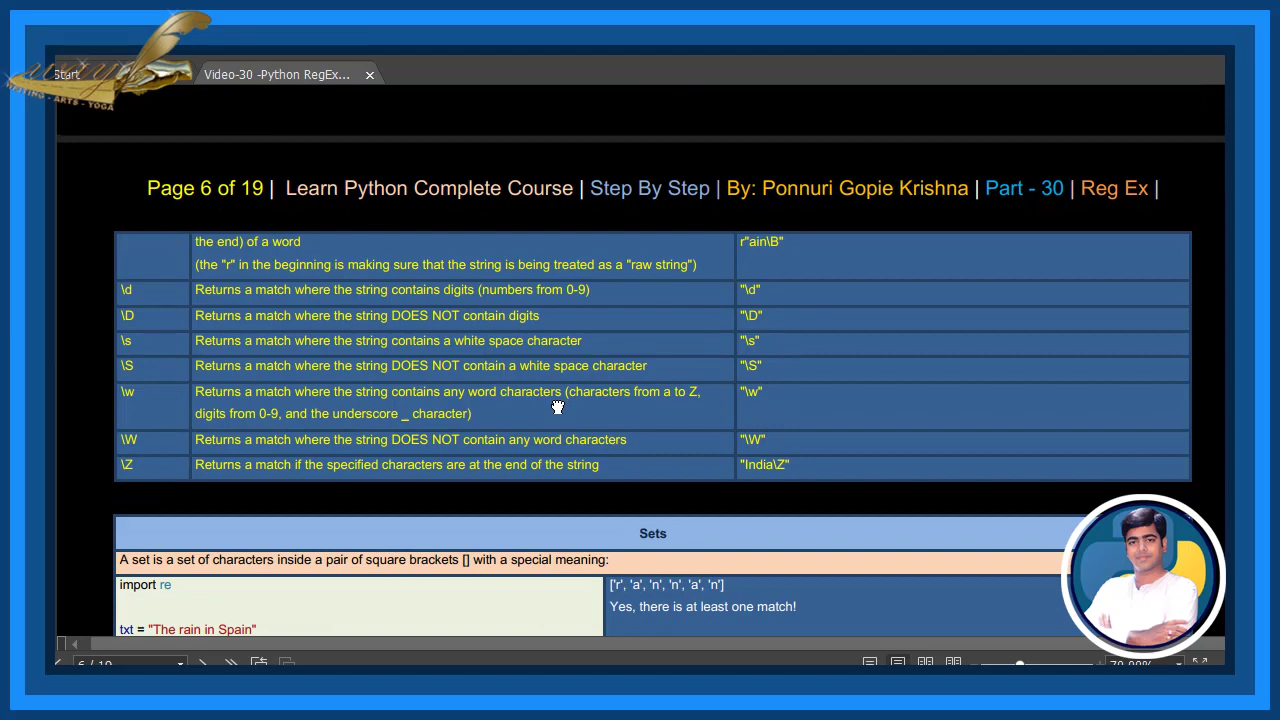 Start
Video-30 -Python RegEx...
WRITING - ARTS - YOGA
Page 6 of 19 | Learn Python Complete Course | Step By Step | By: Ponnuri Gopie Krishna | Part - 30 | Reg Ex |
the end) of a word
(the "r" in the beginning is making sure that the string is being treated as a "raw string")
r"ain\B"
\d Returns a match where the string contains digits (numbers from 0-9) "\d"
\D Returns a match where the string DOES NOT contain digits "\D"
\s Returns a match where the string contains a white space character "\s"
\S Returns a match where the string DOES NOT contain a white space character "\S"
\w Returns a match where the string contains any word characters (characters from a to Z, "\w"
digits from 0-9, and the underscore _ character)
\W Returns a match where the string DOES NOT contain any word characters "\W"
\Z Returns a match if the specified characters are at the end of the string "India\Z"
Sets
A set is a set of characters inside a pair of square brackets [] with a special meaning:
import re
txt = "The rain in Spain"
['r', 'a', 'n', 'n', 'a', 'n']
Yes, there is at least one match!
6 / 19
70.00%